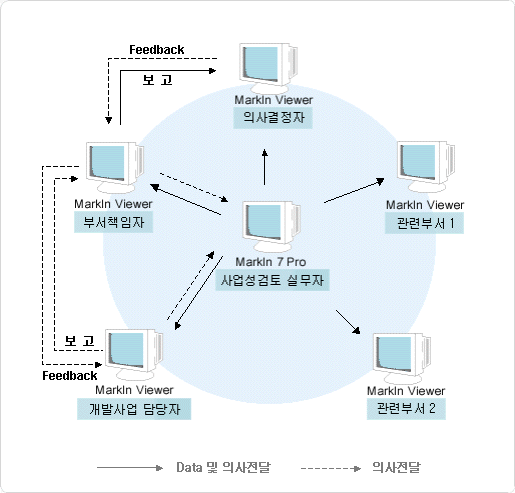 Feedback
보 고
MarkIn Viewer
의사결정자
MarkIn Viewer
부서책임자
MarkIn Viewer
관련부서 1
MarkIn 7 Pro
사업성검토 실무자
보 고
Feedback
MarkIn Viewer
개발사업 담당자
MarkIn Viewer
관련부서 2
Data 및 의사전달
의사전달